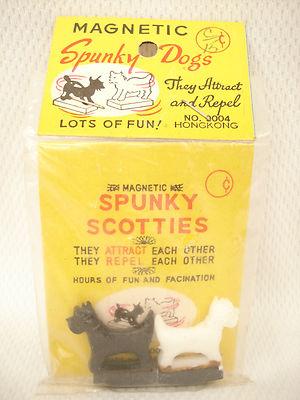 MAGNETIC
Spunky Dogs
They Attract
and Repel
LOTS OF FUN!
NO. 3004
HONGKONG
¢
MAGNETIC
SPUNKY
SCOTTIES
THEY ATTRACT EACH OTHER
THEY REPEL EACH OTHER
HOURS OF FUN AND FACINATION